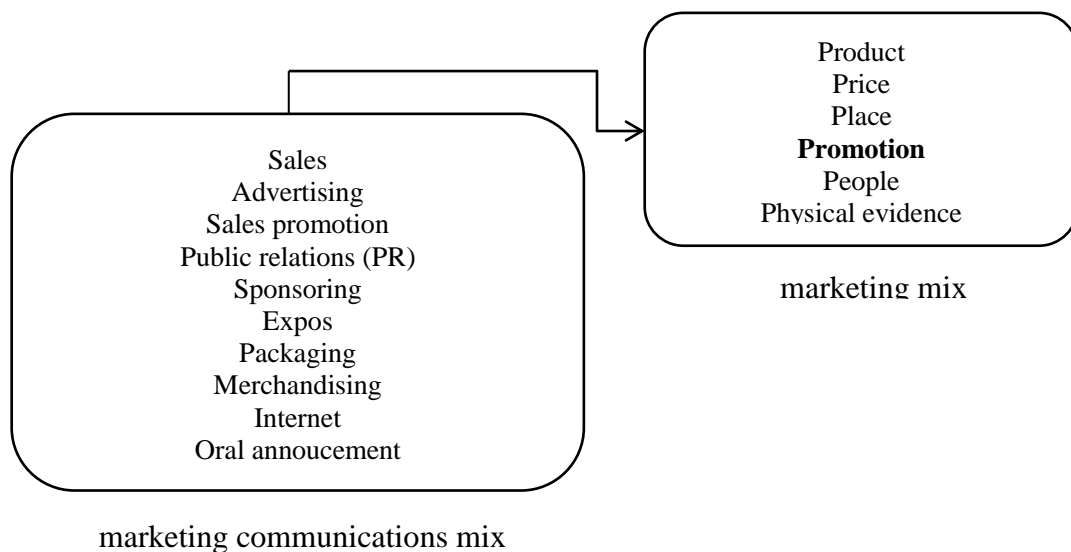 Product
Price
Place
Promotion
People
Physical evidence
marketing mix
Sales
Advertising
Sales promotion
Public relations (PR)
Sponsoring
Expos
Packaging
Merchandising
Internet
Oral annoucement
marketing communications mix